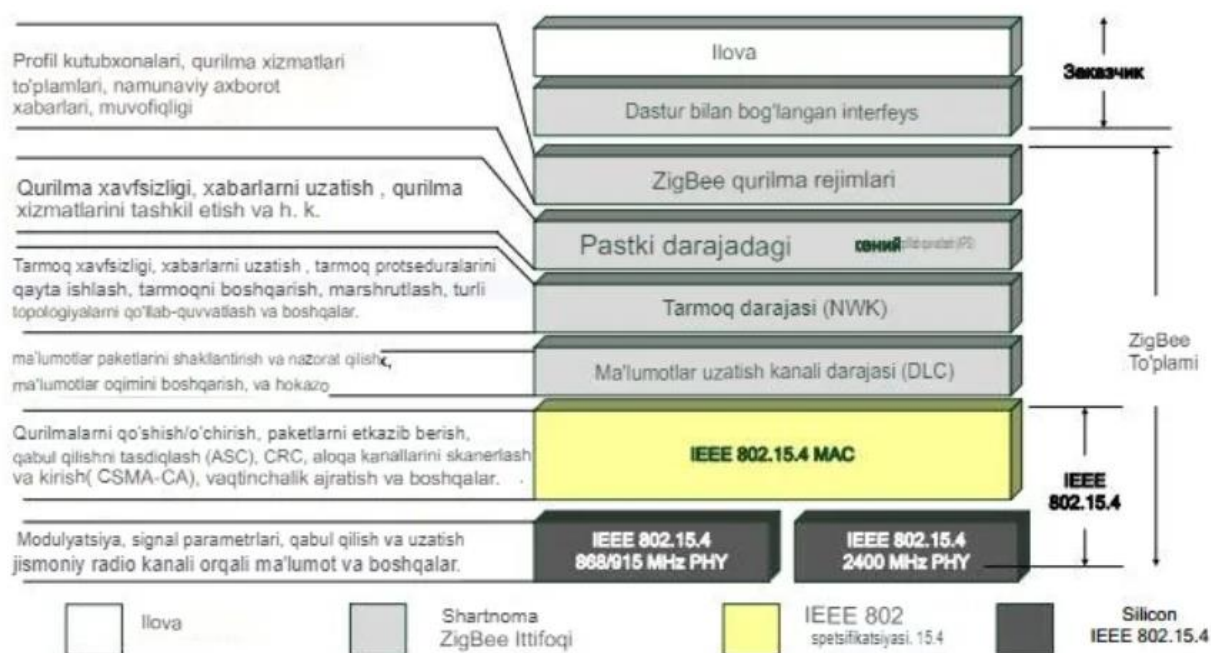 Profil kutubxonalari, qurilma xizmatlari
to'plamlari, namunaviy axborot
xabarlari, muvofiqligi
Qurilma xavfsizligi, xabarlarni uzatish , qurilma
xizmatlarini tashkil etish va h. k.
Tarmoq xavfsizligi, xabarlarni uzatish , tarmoq protseduralarini
qayta ishlash, tarmoqni boshqarish, marshrutlash, turli
topologiyalarni qo'llab-quvvatlash va boshqalar.
ma'lumotlar paketlarini shakllantirish va nazorat qilish,
ma'lumotlar oqimini boshqarish, va hokazo
Qurilmalarni qo'shish/o'chirish, paketlarni etkazib berish,
qabul qilishni tasdiqlash (ASC), CRC, aloqa kanallarini skanerlash
va kirish( CSMA-CA), vaqtinchalik ajratish va boshqalar.
Modulyatsiya, signal parametrlari, qabul qilish va uzatish
jismoniy radio kanali orqali ma'lumot va boshqalar.
Ilova
Dastur bilan bog'langan interfeys
ZigBee qurilma rejimlari
Pastki darajadagi
Tarmoq darajasi (NWK)
Ma'lumotlar uzatish kanali darajasi (DLC)
IEEE 802.15.4 MAC
IEEE 802.15.4
868/915 MHz PHY
IEEE 802.15.4
2400 MHz PHY
Заказчик
ZigBee
To'plami
IEEE
802.15.4
Ilova
Shartnoma
ZigBee Ittifoqi
IEEE 802
spetsifikatsiyasi. 15.4
Silicon
IEEE 802.15.4